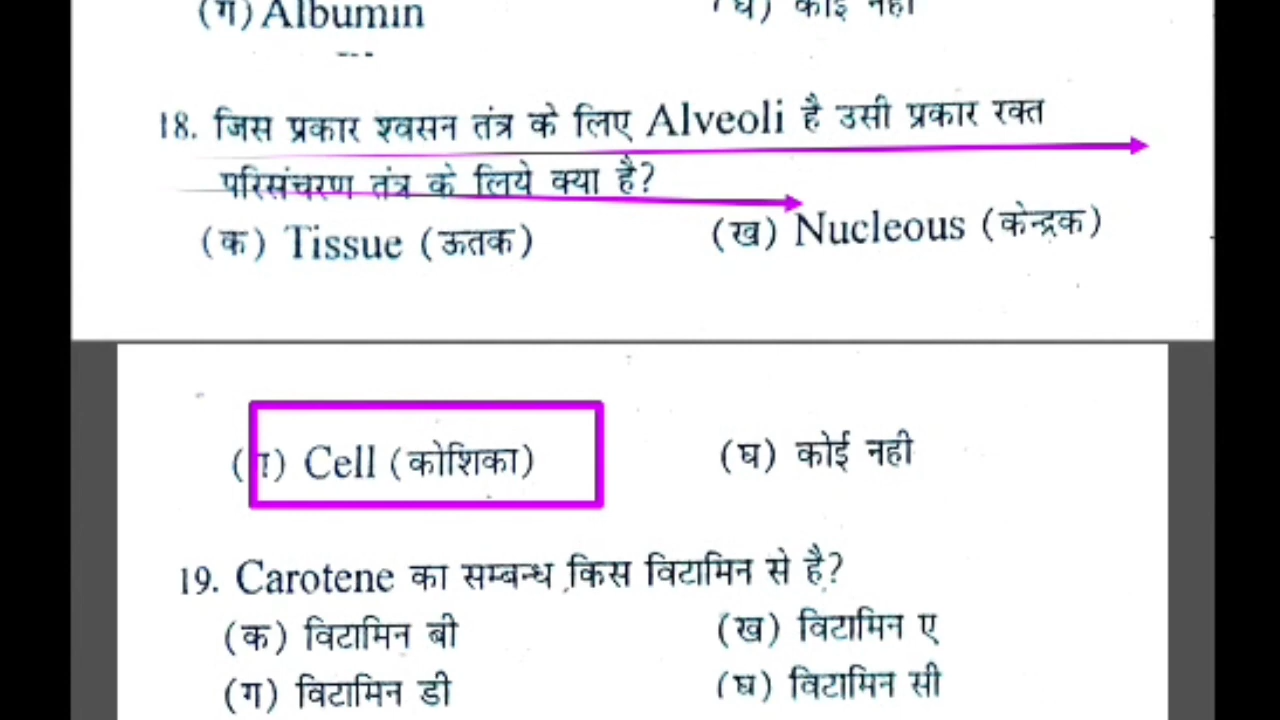 (ग) Albumin (घ) कोई नही
18. जिस प्रकार श्वसन तंत्र के लिए Alveoli है उसी प्रकार रक्त
परिसंचरण तंत्र के लिये क्या है?
(क) Tissue (ऊतक) (ख) Nucleous (केन्द्रक)
(ग) Cell (कोशिका) (घ) कोई नही
19. Carotene का सम्बन्ध किस विटामिन से है?
(क) विटामिन बी (ख) विटामिन ए
(ग) विटामिन डी (घ) विटामिन सी